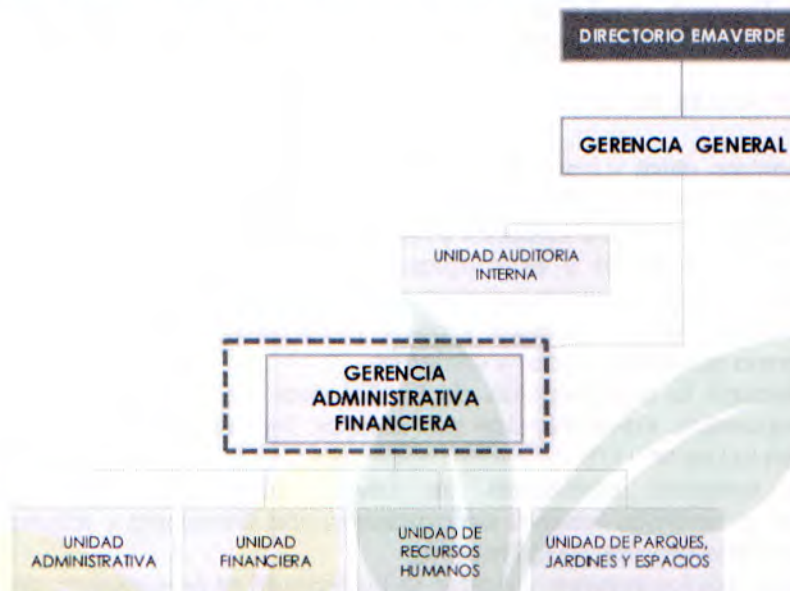 DIRECTORIO EMAVERDE
GERENCIA GENERAL
UNIDAD AUDITORIA
INTERNA
GERENCIA
ADMINISTRATIVA
FINANCIERA
UNIDAD
ADMINISTRATIVA
UNIDAD
FINANCIERA
UNIDAD DE
RECURSOS
HUMANOS
UNIDAD DE PARQUES,
JARDINES Y ESPACIOS